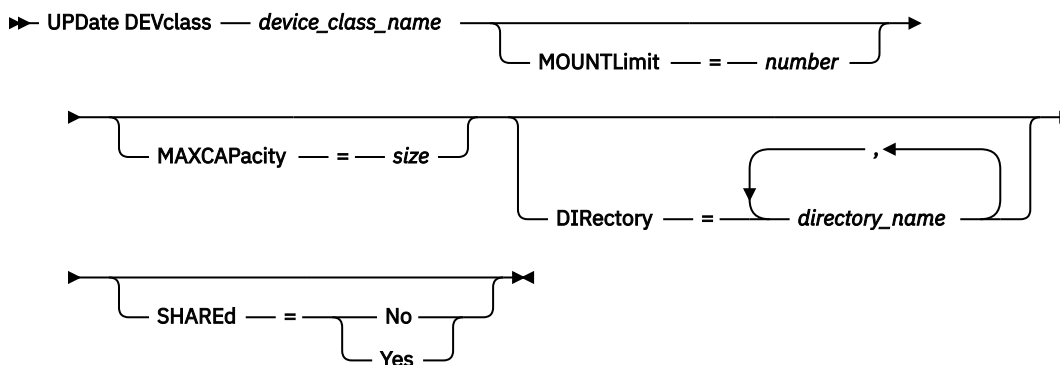 UPDate DEVclass device_class_name
MOUNTLimit = number
MAXCAPacity = size
,
DIRectory = directory_name
SHAREd = No
Yes